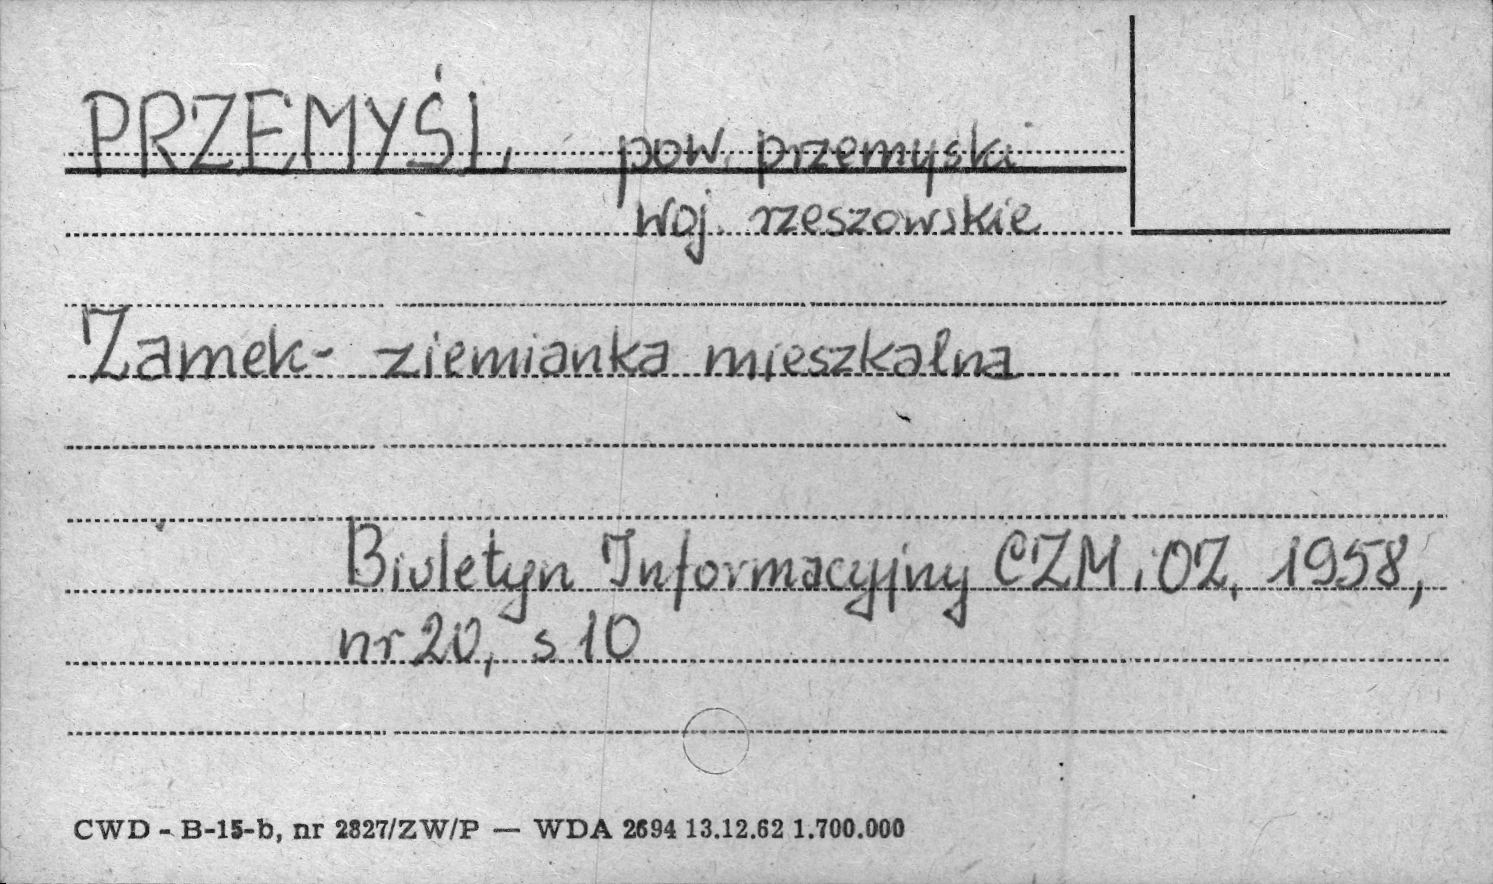 PRZEMYŚL, pow. przemyski
woj. rzeszowskie
Zamek- ziemianka mieszkalna
Biuletyn Informacyjny CZM i OZ, 1958,
nr 20, s 10
CWD - B-15-b, nr 2827/ZW/P — WDA 2694 13.12.62 1.700.000